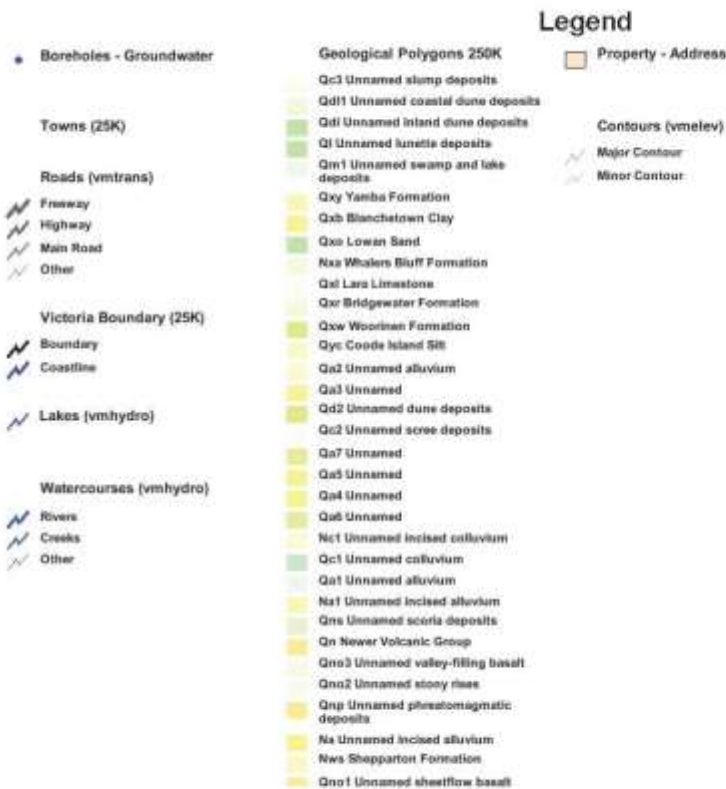 Legend
Boreholes - Groundwater
Towns (25K)
Roads (vmtrans)
Freeway
Highway
Main Road
Other
Victoria Boundary (25K)
Boundary
Coastline
Lakes (vmhydro)
Watercourses (vmhydro)
Rivers
Creeks
Other
Geological Polygons 250K
Qc3 Unnamed slump deposits
Qdl1 Unnamed coastal dune deposits
Qdi Unnamed inland dune deposits
Ql Unnamed lunette deposits
Qm1 Unnamed swamp and lake
deposits
Qxy Yamba Formation
Qxb Blanchetown Clay
Qxo Lowan Sand
Nxa Whalers Bluff Formation
Qxl Lara Limestone
Qxr Bridgewater Formation
Qxw Woorinen Formation
Qyc Coode Island Silt
Qa2 Unnamed alluvium
Qa3 Unnamed
Qd2 Unnamed dune deposits
Qc2 Unnamed scree deposits
Qa7 Unnamed
Qa5 Unnamed
Qa4 Unnamed
Qa6 Unnamed
Nc1 Unnamed incised colluvium
Qc1 Unnamed colluvium
Qa1 Unnamed alluvium
Na1 Unnamed incised alluvium
Qns Unnamed scoria deposits
Qn Newer Volcanic Group
Qno3 Unnamed valley-filling basalt
Qno2 Unnamed stony rises
Qnp Unnamed phreatomagmatic
deposits
Na Unnamed incised alluvium
Nws Shepparton Formation
Qno1 Unnamed sheetflow basalt
Property - Address
Contours (vmelev)
Major Contour
Minor Contour